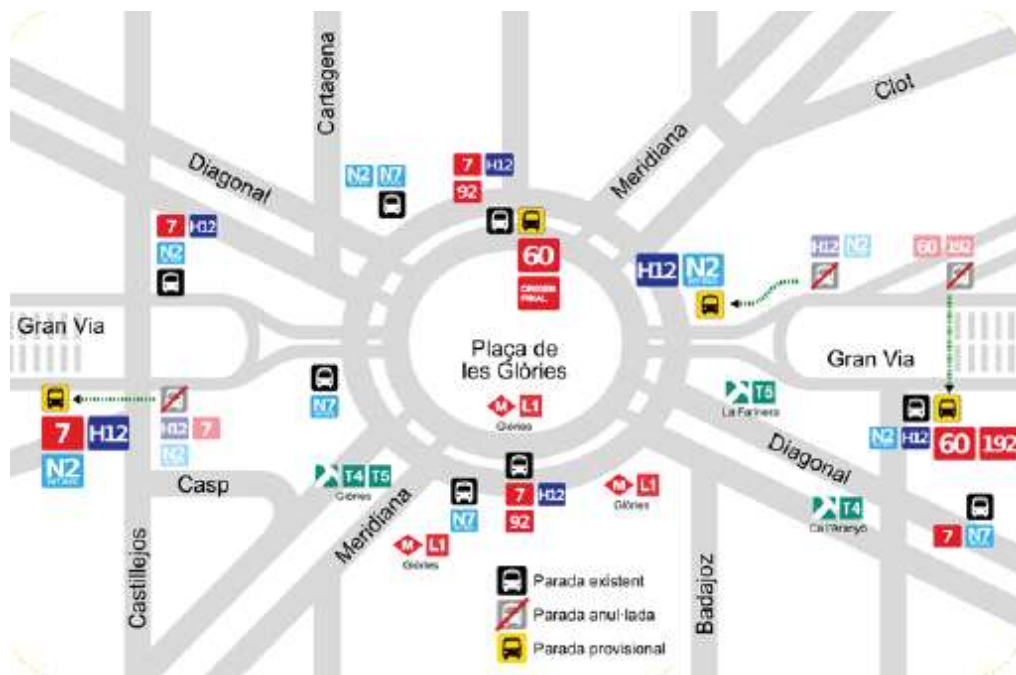 Cartagena
Diagonal
N2 N7
7 H12
92
Meridiana
Clot
7 H12
N2
60
ORIGEN
FINAL
H12 N2
H12 N2
60 192
Gran Via
Plaça de
les Glòries
Gran Via
M L1
Glòries
T5
La Farinera
7 H12
N2
H12 7
N2
N7
N2 H12 60 192
Diagonal
Casp
T4 T5
Glòries
Meridiana
N7
7 H12
92
M L1
Glòries
M L1
Glòries
T4
Ca l'Aranyó
7 N7
Castillejos
Badajoz
Parada existent
Parada anul·lada
Parada provisional